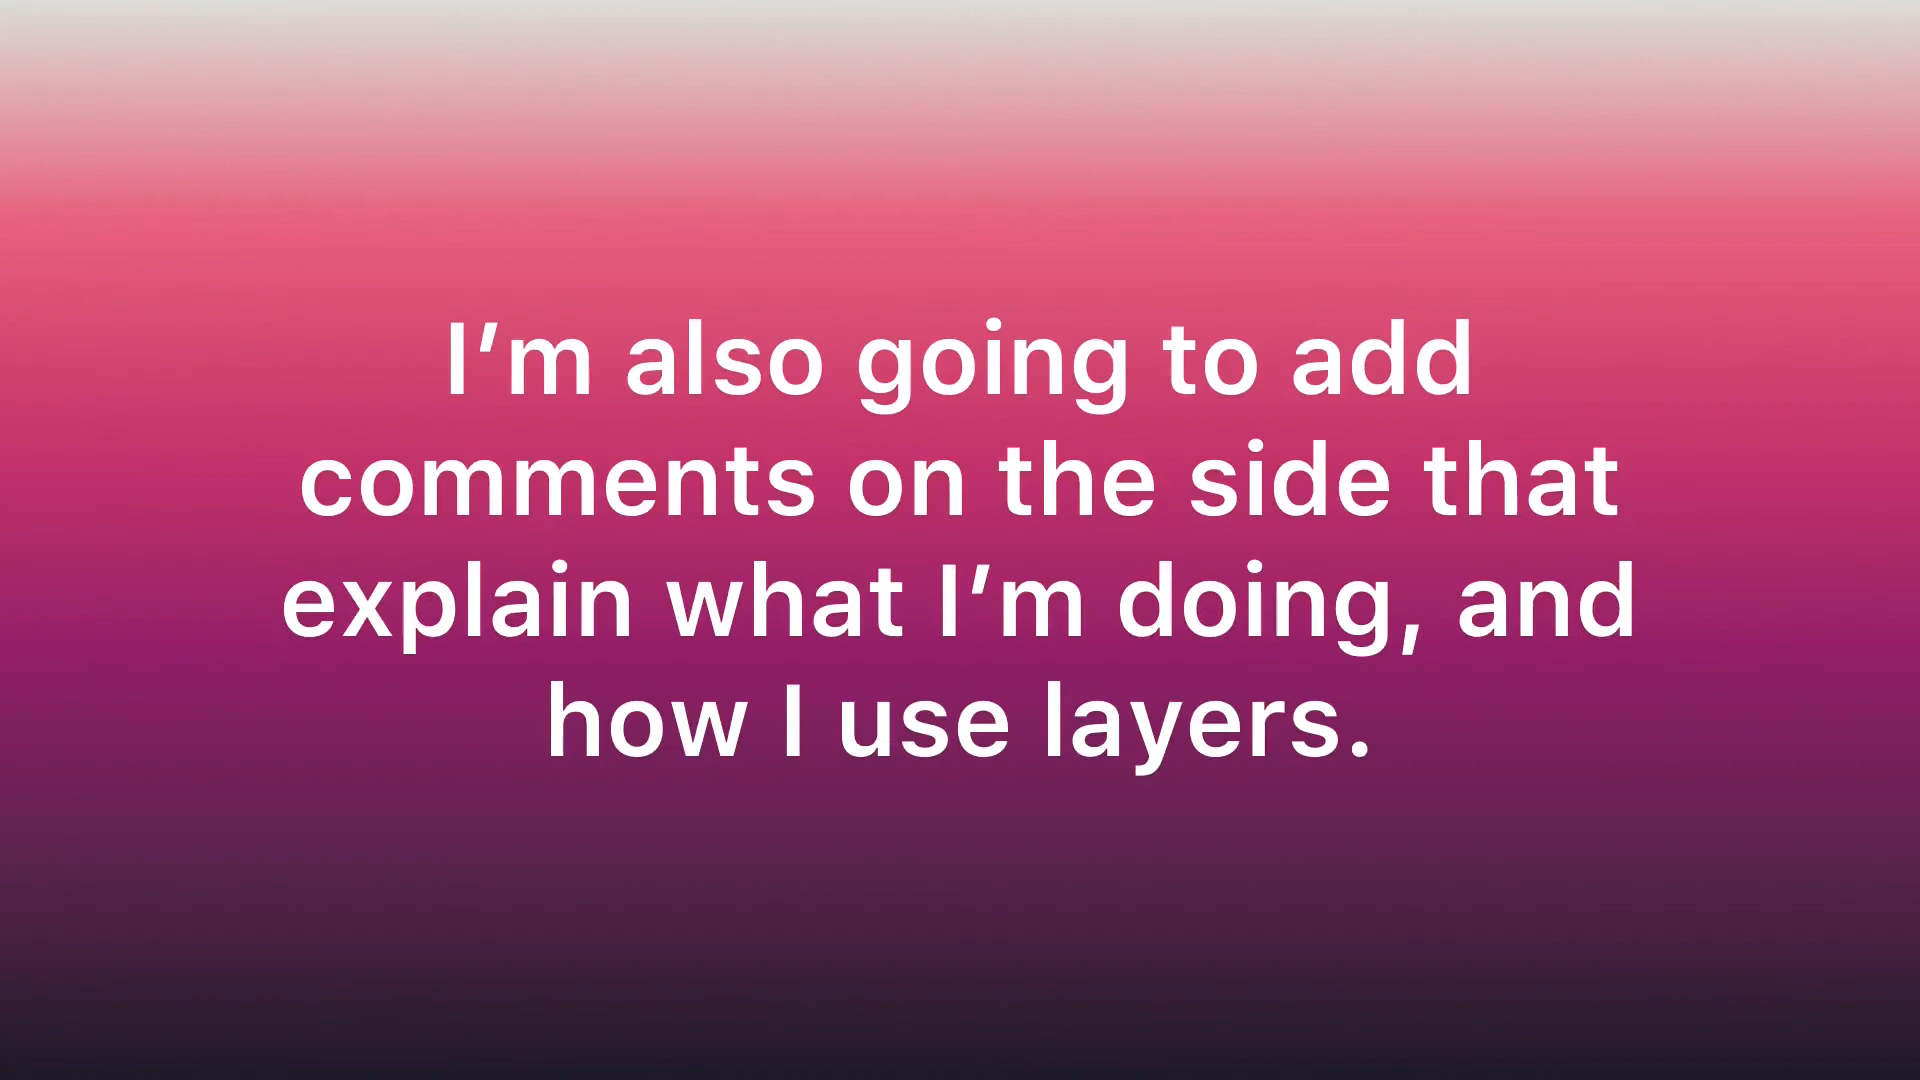 I’m also going to add
comments on the side that
explain what I’m doing, and
how I use layers.